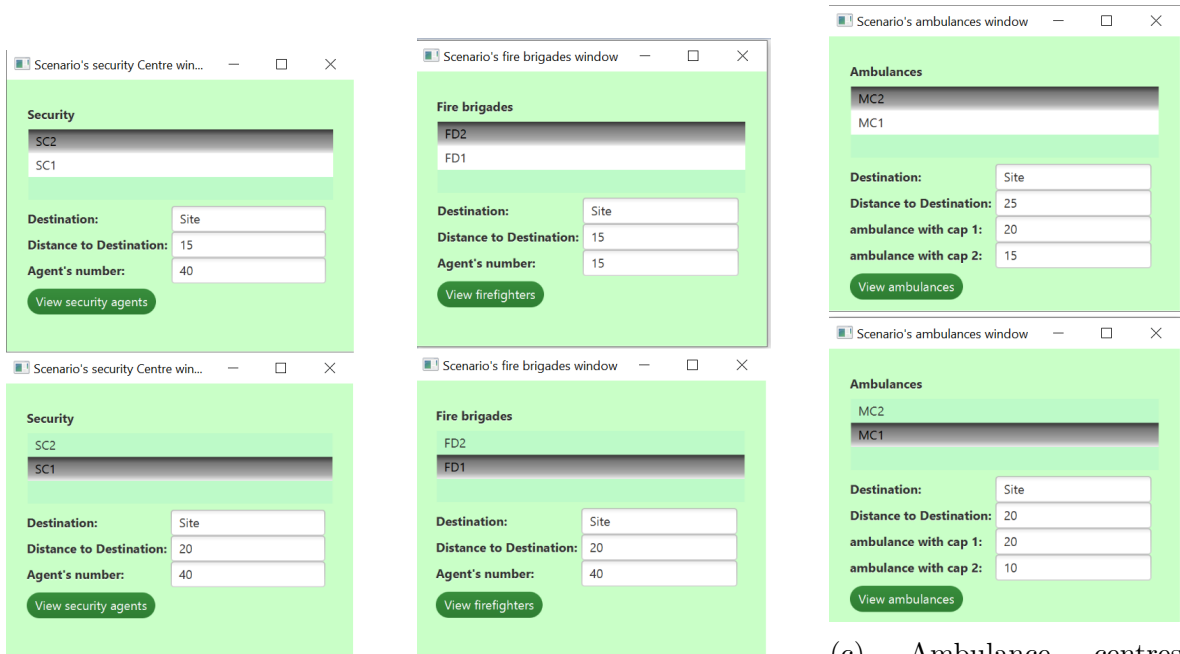 Scenario's security Centre win...
Security
SC2
SC1
Destination: Site
Distance to Destination: 15
Agent's number: 40
View security agents
Scenario's security Centre win...
Security
SC2
SC1
Destination: Site
Distance to Destination: 20
Agent's number: 40
View security agents
Scenario's fire brigades window
Fire brigades
FD2
FD1
Destination: Site
Distance to Destination: 15
Agent's number: 15
View firefighters
Scenario's fire brigades window
Fire brigades
FD2
FD1
Destination: Site
Distance to Destination: 20
Agent's number: 40
View firefighters
Scenario's ambulances window
Ambulances
MC2
MC1
Destination: Site
Distance to Destination: 25
ambulance with cap 1: 20
ambulance with cap 2: 15
View ambulances
Scenario's ambulances window
Ambulances
MC2
MC1
Destination: Site
Distance to Destination: 20
ambulance with cap 1: 20
ambulance with cap 2: 10
View ambulances
(c) Ambulance centres